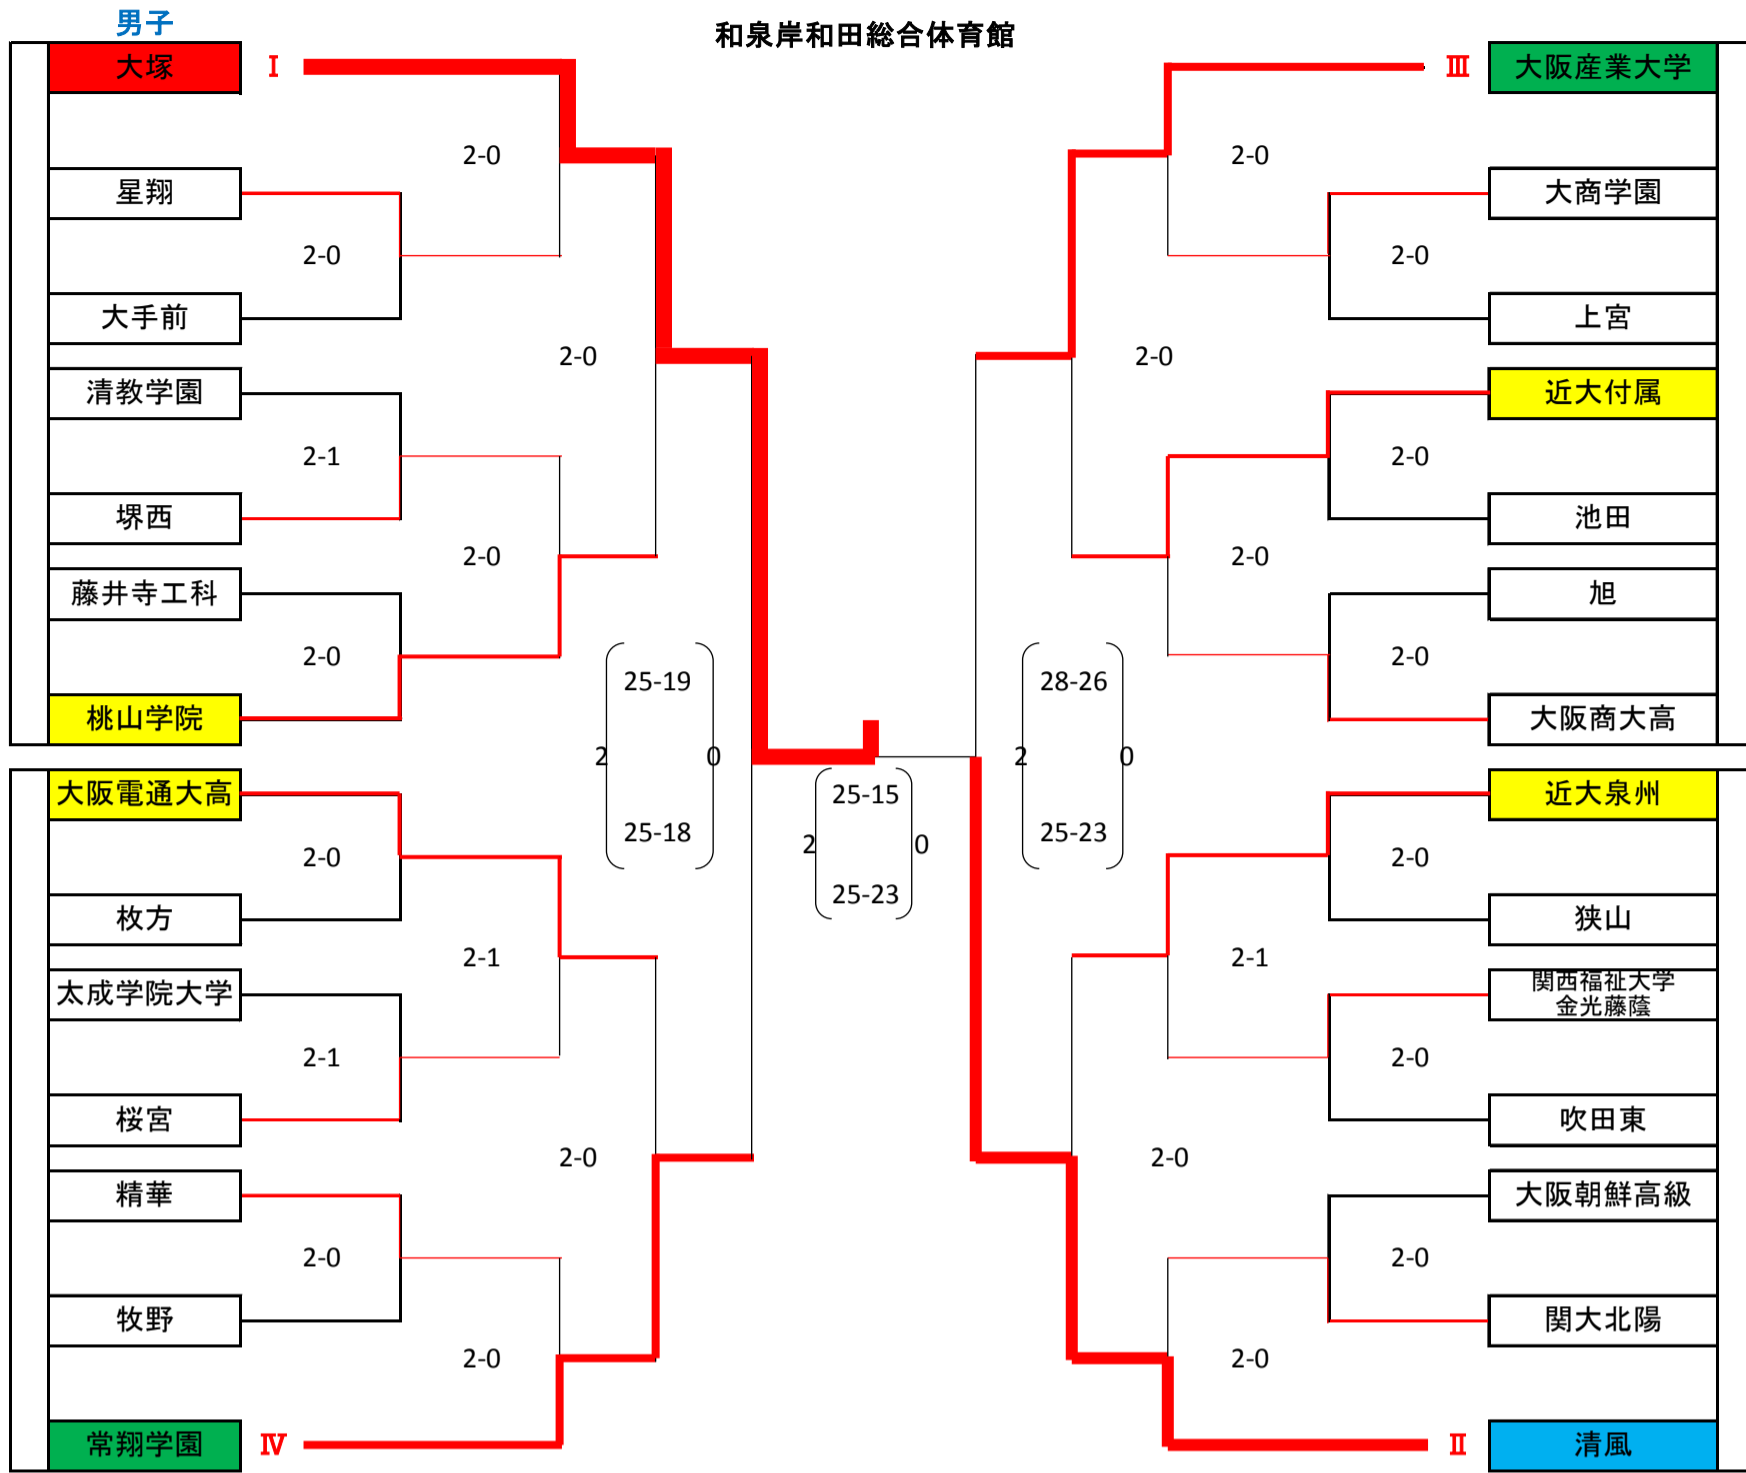 男子
和泉岸和田総合体育館
大塚
Ⅰ
Ⅲ
大阪産業大学
2-0
2-0
星翔
大商学園
2-0
2-0
大手前
上宮
2-0
2-0
清教学園
近大付属
2-1
2-0
堺西
池田
2-0
2-0
藤井寺工科
旭
2-0
2-0
25-19
28-26
桃山学院
大阪商大高
2
0
2
0
大阪電通大高
25-15
近大泉州
25-18
25-23
2
0
2-0
2-0
25-23
枚方
狭山
2-1
2-1
太成学院大学
関西福祉大学
金光藤蔭
2-1
2-0
桜宮
吹田東
2-0
2-0
精華
大阪朝鮮高級
2-0
2-0
牧野
関大北陽
2-0
2-0
常翔学園
Ⅳ
Ⅱ
清風